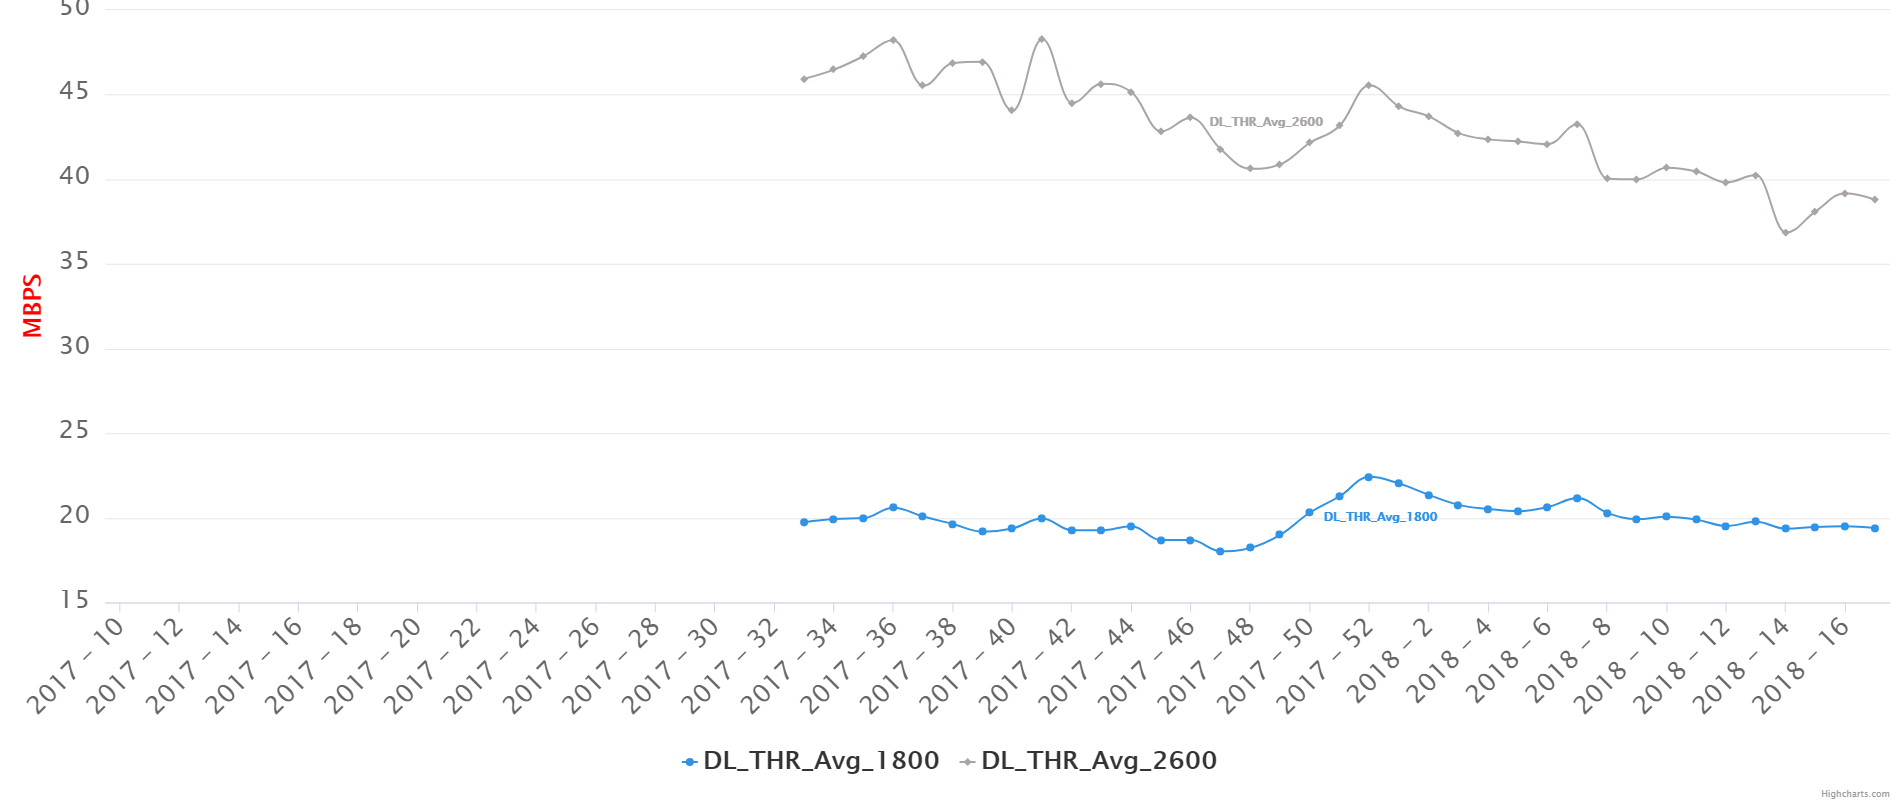 50
45
40
35
30
25
20
15
MBPS
DL_THR_Avg_2600
DL_THR_Avg_1800
2017 – 10
2017 – 12
2017 – 14
2017 – 16
2017 – 18
2017 – 20
2017 – 22
2017 – 24
2017 – 26
2017 – 28
2017 – 30
2017 – 32
2017 – 34
2017 – 36
2017 – 38
2017 – 40
2017 – 42
2017 – 44
2017 – 46
2017 – 48
2017 – 50
2017 – 52
2018 – 2
2018 – 4
2018 – 6
2018 – 8
2018 – 10
2018 – 12
2018 – 14
2018 – 16
DL_THR_Avg_1800 DL_THR_Avg_2600
Highcharts.com